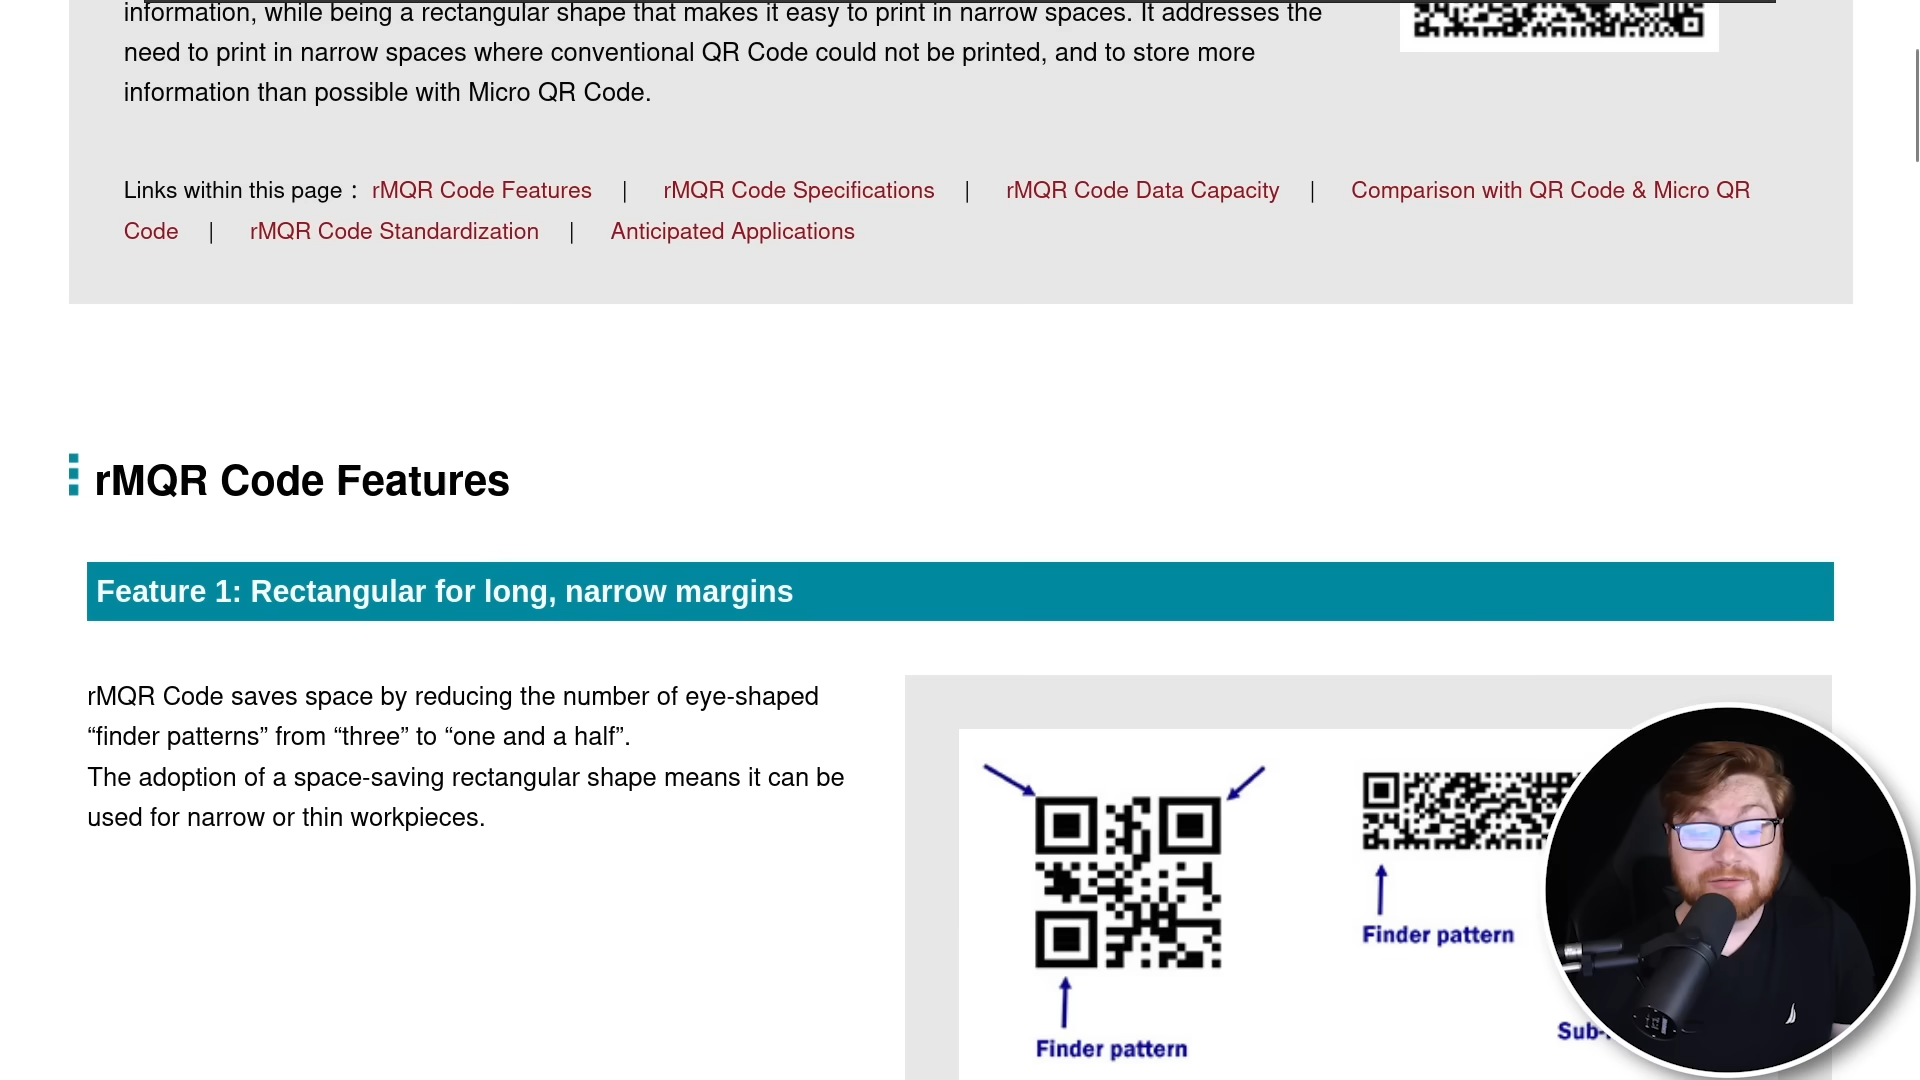 information, while being a rectangular shape that makes it easy to print in narrow spaces. It addresses the
need to print in narrow spaces where conventional QR Code could not be printed, and to store more
information than possible with Micro QR Code.
Links within this page : rMQR Code Features | rMQR Code Specifications | rMQR Code Data Capacity | Comparison with QR Code & Micro QR
Code | rMQR Code Standardization | Anticipated Applications
rMQR Code Features
Feature 1: Rectangular for long, narrow margins
rMQR Code saves space by reducing the number of eye-shaped
“finder patterns” from “three” to “one and a half”.
The adoption of a space-saving rectangular shape means it can be
used for narrow or thin workpieces.
Finder pattern
Finder pattern
Sub-